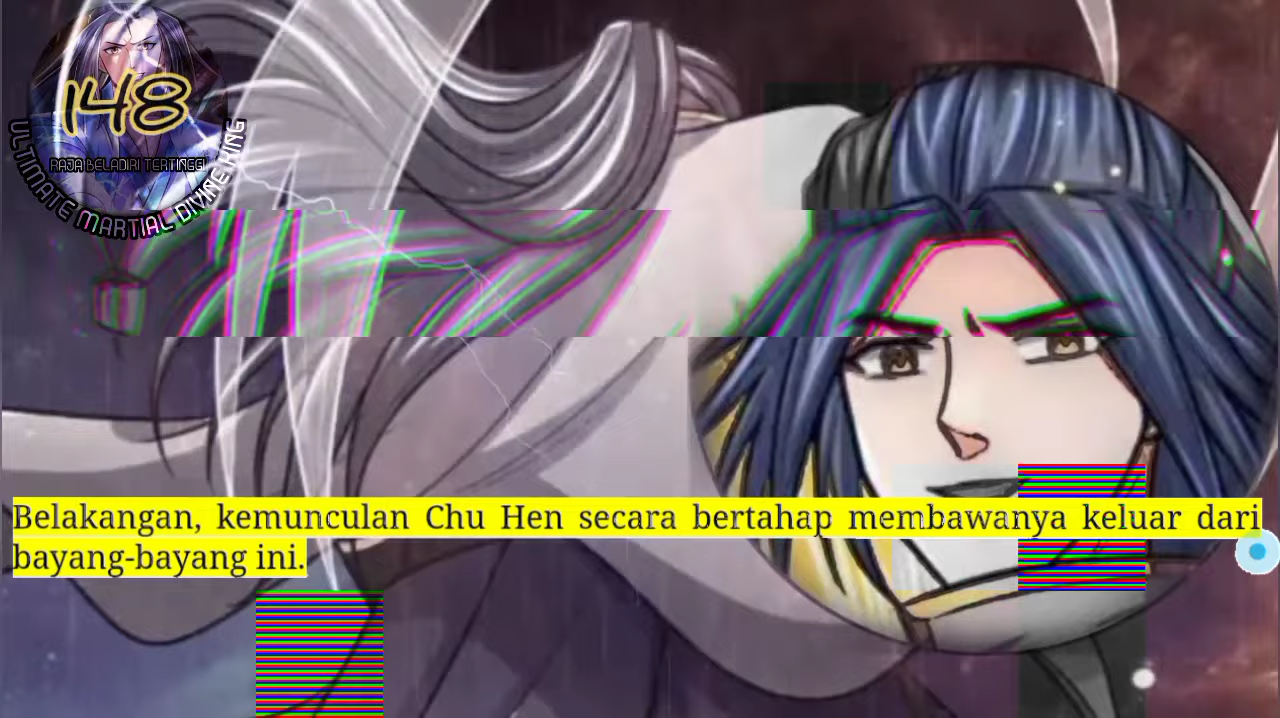 148
RAJA BELADIRI TERTINGGI
ULTIMATE MARTIAL DIVINE KING
Belakangan, kemunculan Chu Hen secara bertahap membawanya keluar dari
bayang-bayang ini.